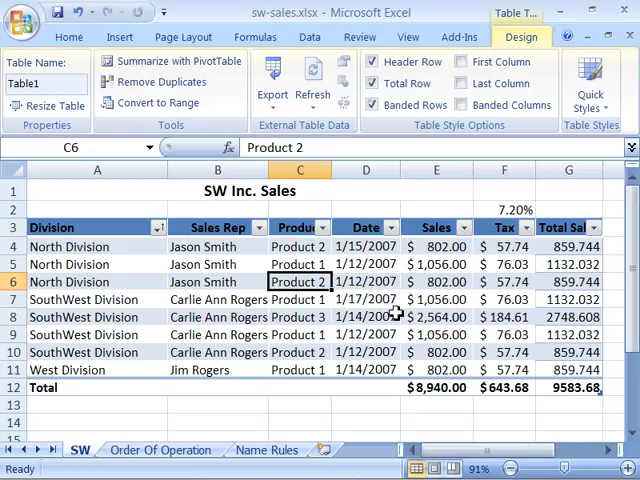 sw-sales.xlsx - Microsoft Excel
Table T...
Home Insert Page Layout Formulas Data Review View Add-Ins Design
Table Name:
Table1
Resize Table
Properties
Summarize with PivotTable
Remove Duplicates
Convert to Range
Tools
Export Refresh
External Table Data
Header Row First Column
Total Row Last Column
Banded Rows Banded Columns
Table Style Options
Quick
Styles
Table Styles
C6 fx Product 2
A B C D E F G
1 SW Inc. Sales
2 7.20%
3 Division Sales Rep Produ Date Sales Tax Total Sal
4 North Division Jason Smith Product 2 1/15/2007 $ 802.00 $ 57.74 859.744
5 North Division Jason Smith Product 1 1/12/2007 $ 1,056.00 $ 76.03 1132.032
6 North Division Jason Smith Product 2 1/12/2007 $ 802.00 $ 57.74 859.744
7 SouthWest Division Carlie Ann Rogers Product 1 1/17/2007 $ 1,056.00 $ 76.03 1132.032
8 SouthWest Division Carlie Ann Rogers Product 3 1/14/2007 $ 2,564.00 $ 184.61 2748.608
9 SouthWest Division Carlie Ann Rogers Product 1 1/12/2007 $ 1,056.00 $ 76.03 1132.032
10 SouthWest Division Carlie Ann Rogers Product 2 1/12/2007 $ 802.00 $ 57.74 859.744
11 West Division Jim Rogers Product 1 1/14/2007 $ 802.00 $ 57.74 859.744
12 Total $ 8,940.00 $ 643.68 9583.68
13
14
15
SW Order Of Operation Name Rules
Ready 91%